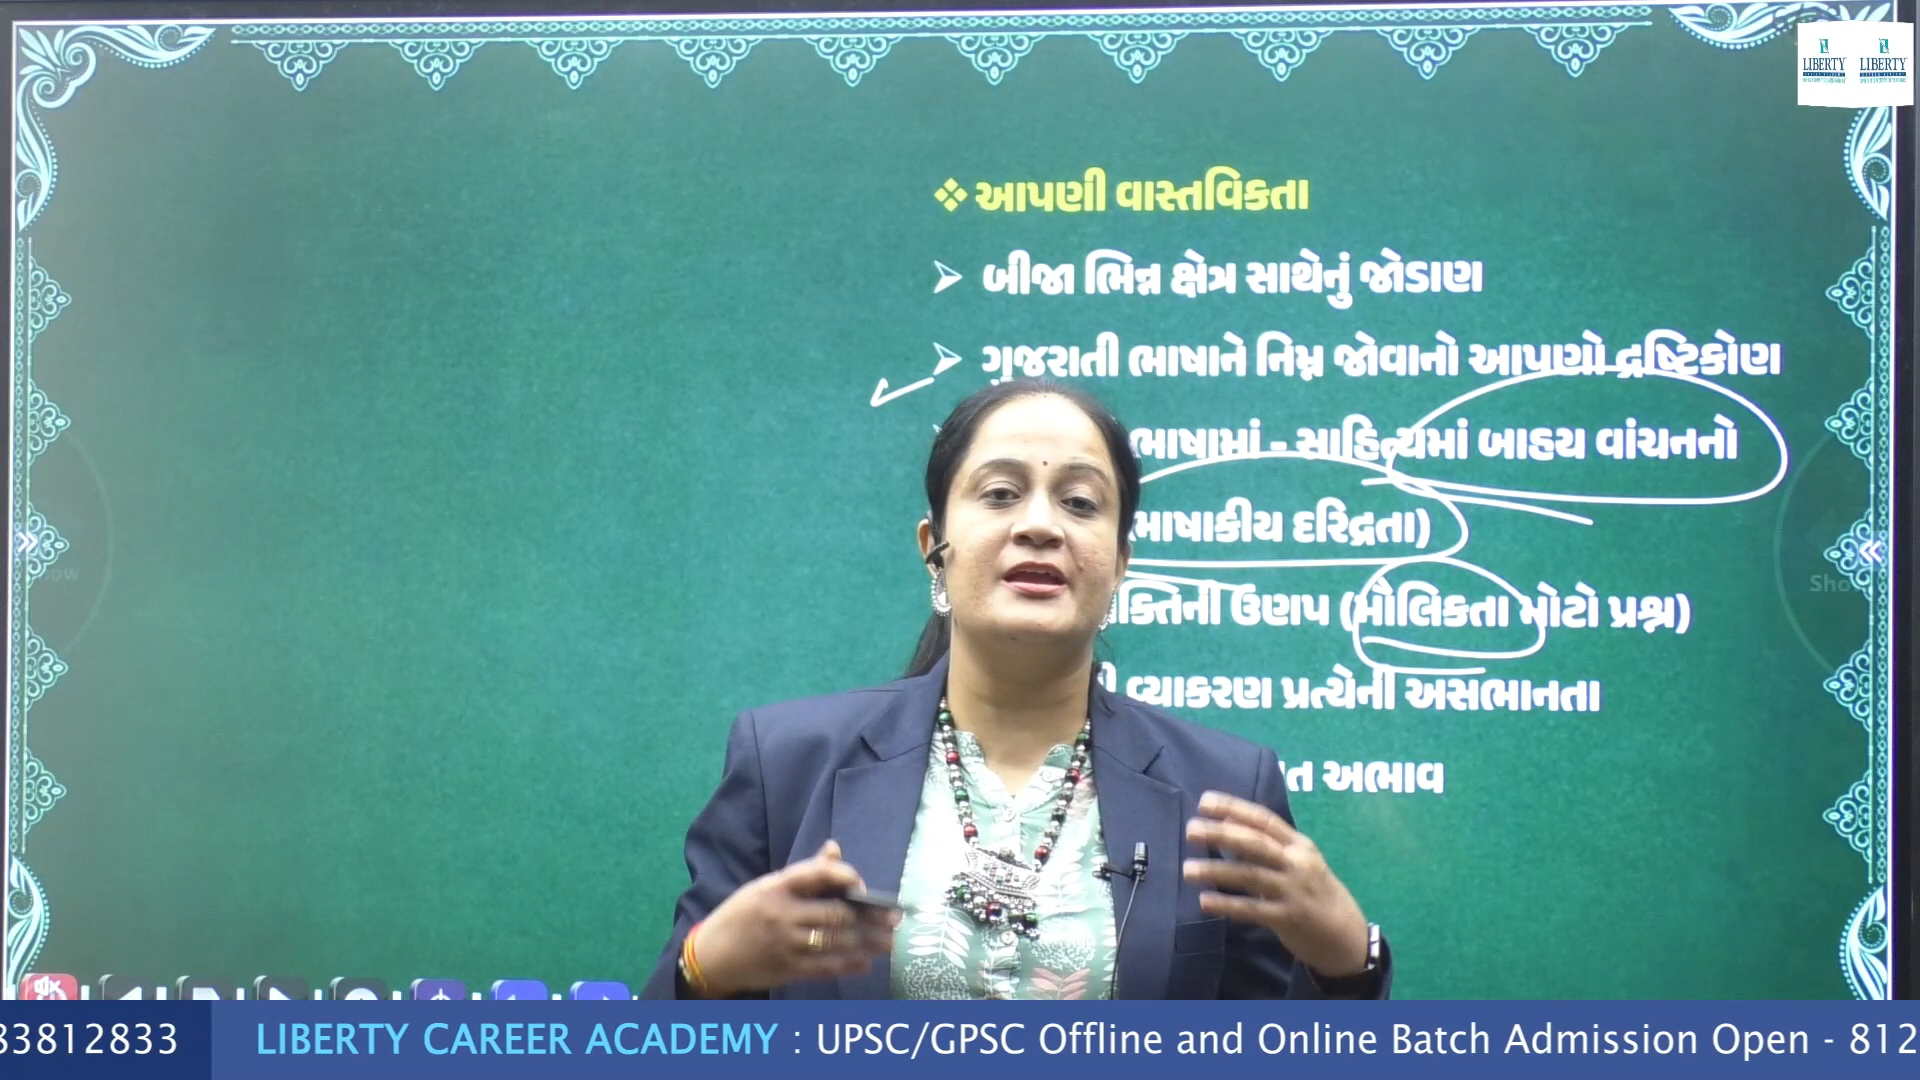 LIBERTY LIBERTY
❖ આપણી વાસ્તવિકતા
➢ બીજા ભિન્ન ક્ષેત્ર સાથેનું જોડાણ
➢ ગુજરાતી ભાષાને નિમ્ન જોવાનો આપણો દ્રષ્ટિકોણ
ભાષામાં - સાહિત્યમાં બાહ્ય વાંચનનો
ભાષાકીય દરિદ્રતા)
ઉણપ (મૌલિકતા મોટો પ્રશ્ન)
વ્યાકરણ પ્રત્યેની અસભાનતા
અભાવ
83812833 LIBERTY CAREER ACADEMY : UPSC/GPSC Offline and Online Batch Admission Open - 812